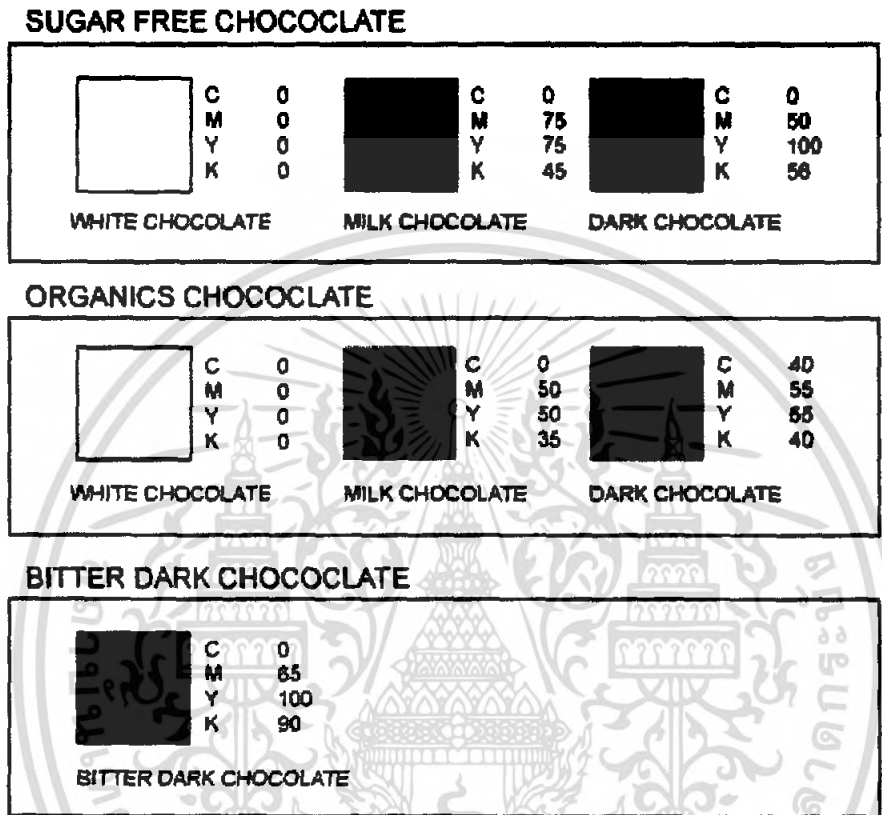 SUGAR FREE CHOCOCLATE
C 0 C 0 C 0
M 0 M 75 M 50
Y 0 Y 75 Y 100
K 0 K 45 K 56
WHITE CHOCOLATE MILK CHOCOLATE DARK CHOCOLATE
ORGANICS CHOCOCLATE
C 0 C 0 C 40
M 0 M 50 M 55
Y 0 Y 50 Y
K 0 K 35 K 40
WHITE CHOCOLATE MILK CHOCOLATE DARK CHOCOLATE
BITTER DARK CHOCOCLATE
C 0
M
Y 100
K 90
BITTER DARK CHOCOLATE